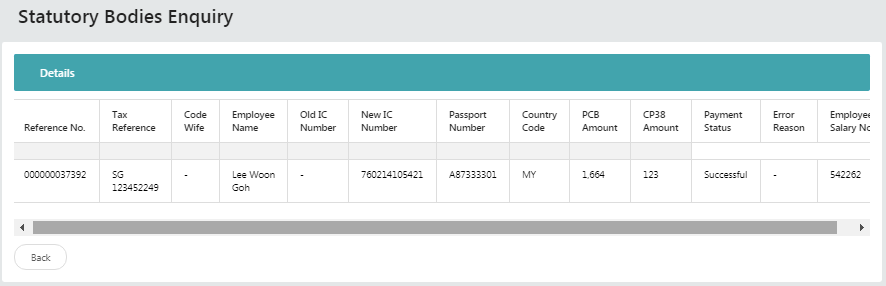 Statutory Bodies Enquiry
Details
Reference No. Tax Reference Code Wife Employee Name Old IC Number New IC Number Passport Number Country Code PCB Amount CP38 Amount Payment Status Error Reason Employee Salary No
000000037392 SG 123452249 - Lee Woon Goh - 760214105421 A87333301 MY 1,664 123 Successful - 542262
Back